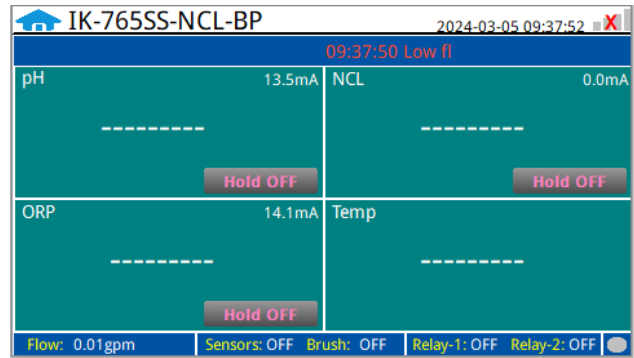 IK-765SS-NCL-BP 2024-03-05 09:37:52 X
09:37:50 Low fl
pH 13.5mA NCL 0.0mA
--------- ---------
Hold OFF Hold OFF
ORP 14.1mA Temp
--------- ---------
Hold OFF
Flow: 0.01gpm Sensors: OFF Brush: OFF Relay-1: OFF Relay-2: OFF